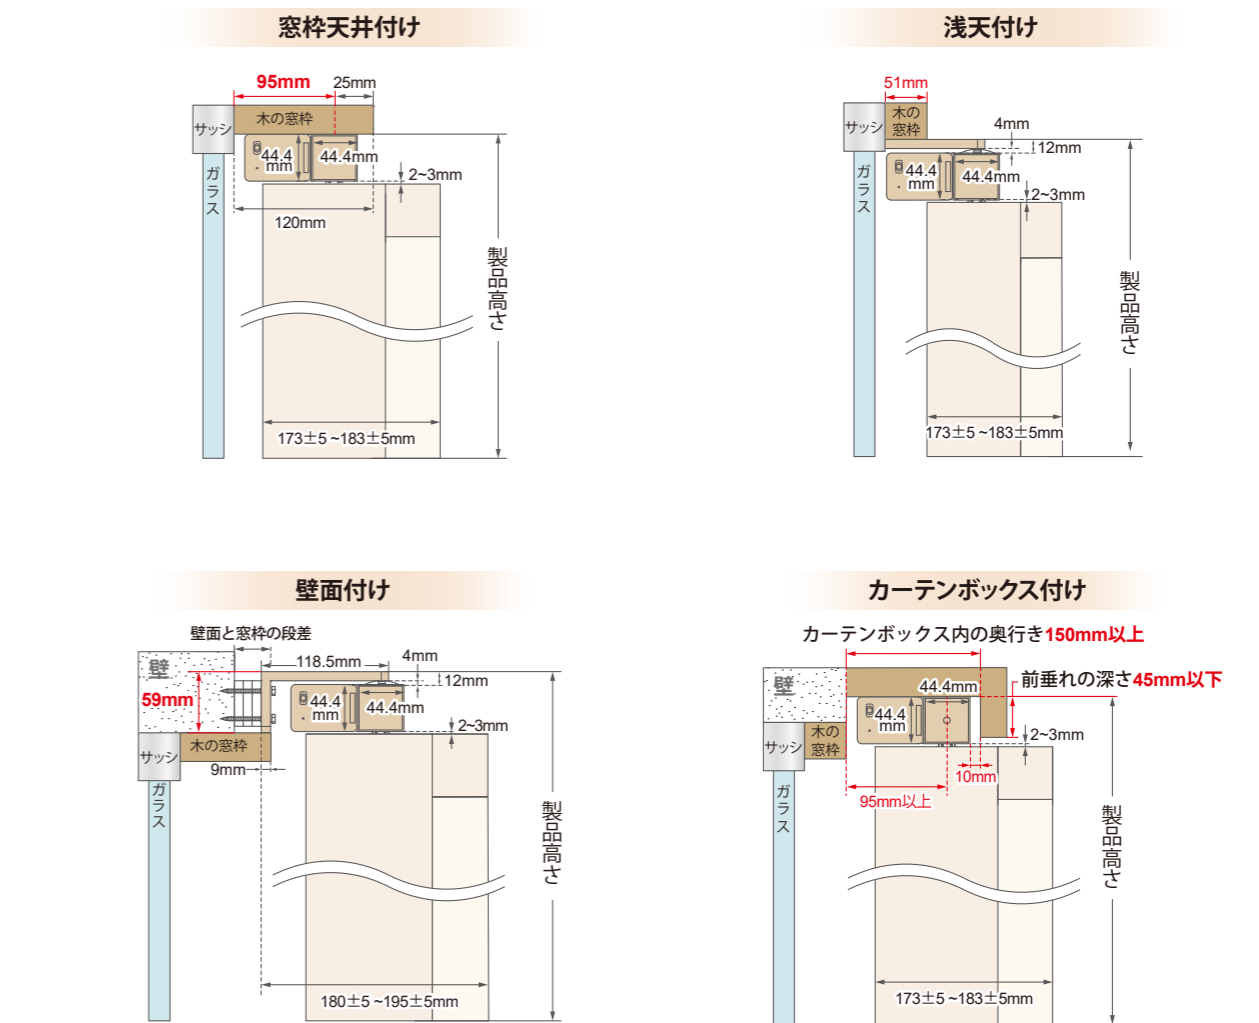 窓枠天井付け
95mm
25mm
サッシ
木の窓枠
44.4
mm
44.4mm
2~3mm
ガラス
120mm
製品高さ
173±5 ~183±5mm
浅天付け
51mm
サッシ
木の
窓枠
4mm
12mm
44.4
mm
44.4mm
2~3mm
ガラス
製品高さ
173±5 ~183±5mm
壁面付け
壁面と窓枠の段差
壁
118.5mm
4mm
12mm
59mm
44.4
mm
44.4mm
2~3mm
サッシ
木の窓枠
9mm
ガラス
製品高さ
180±5 ~195±5mm
カーテンボックス付け
カーテンボックス内の奥行き150mm以上
壁
44.4mm
前垂れの深さ45mm以下
44.4
mm
サッシ
木の
窓枠
2~3mm
10mm
95mm以上
ガラス
製品高さ
173±5 ~183±5mm